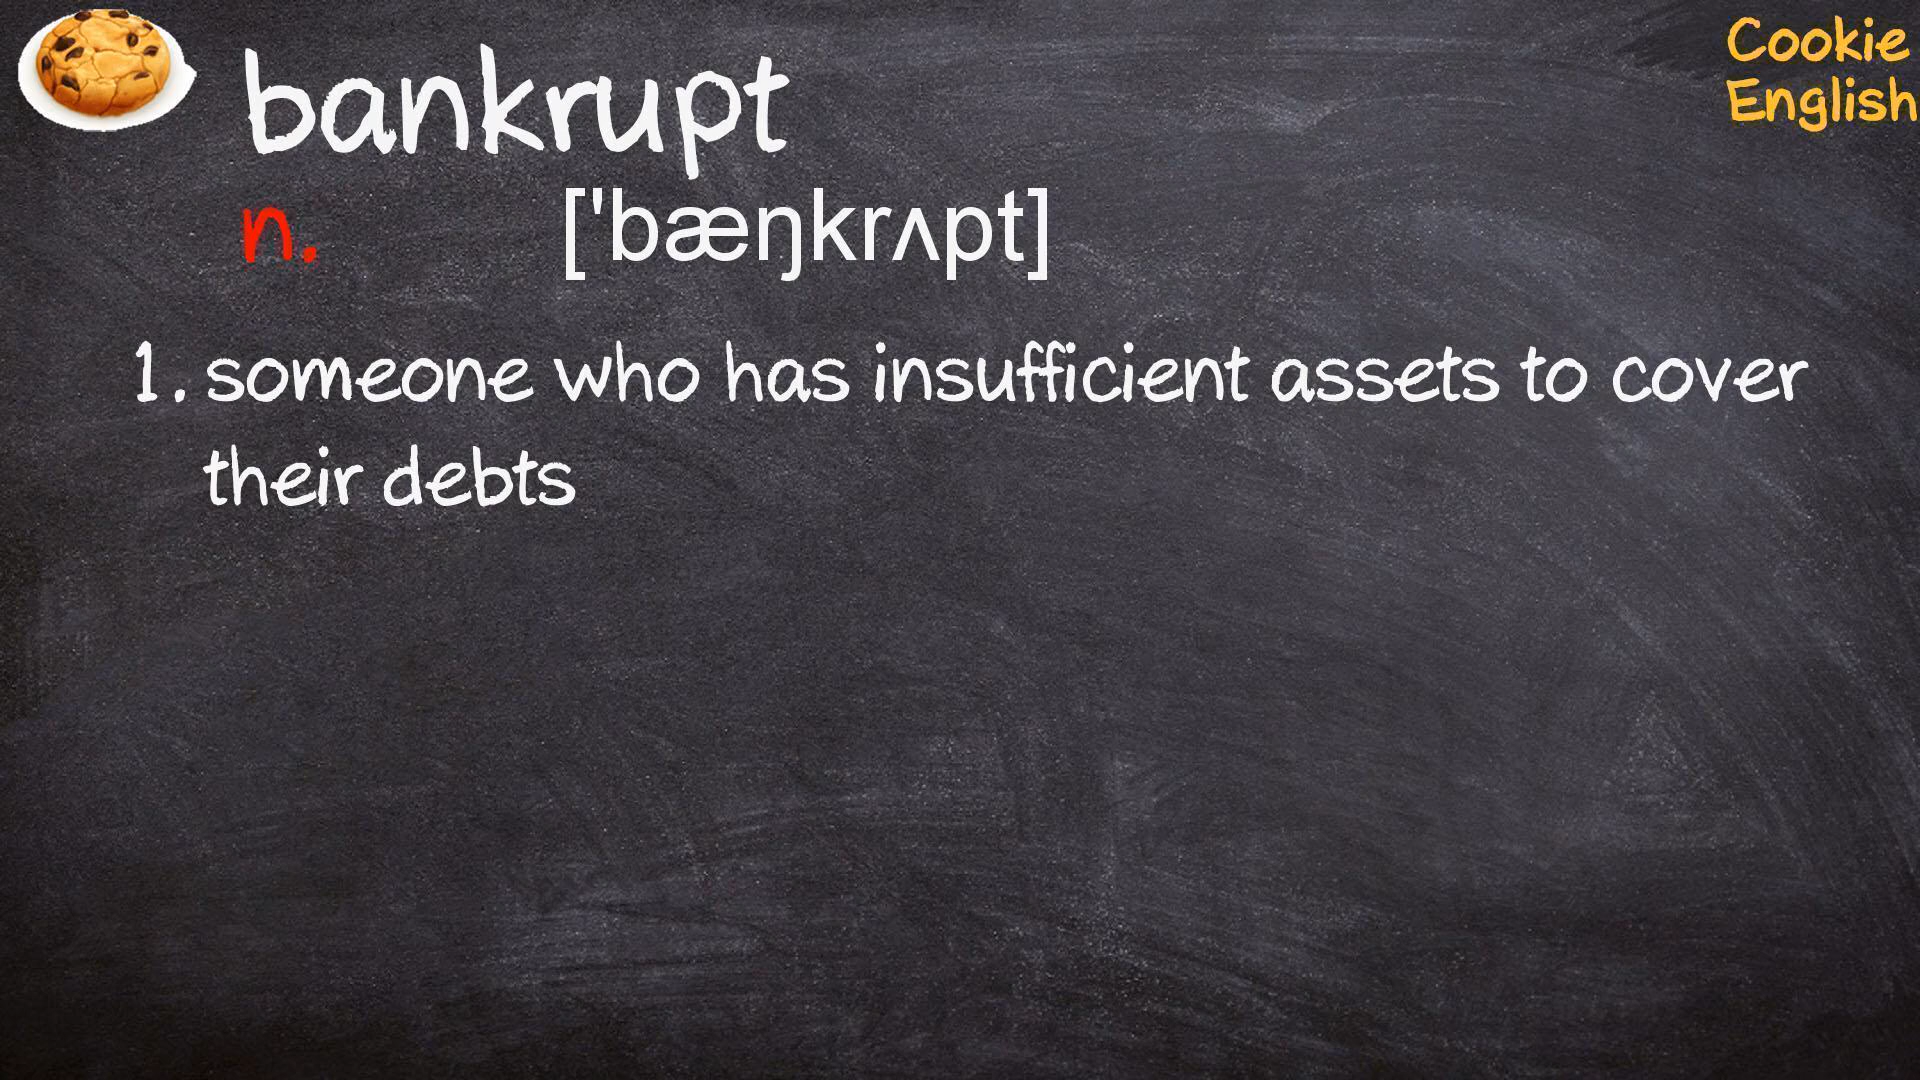 Cookie
English
bankrupt
n. ['bæŋkrʌpt]
1. someone who has insufficient assets to cover
their debts